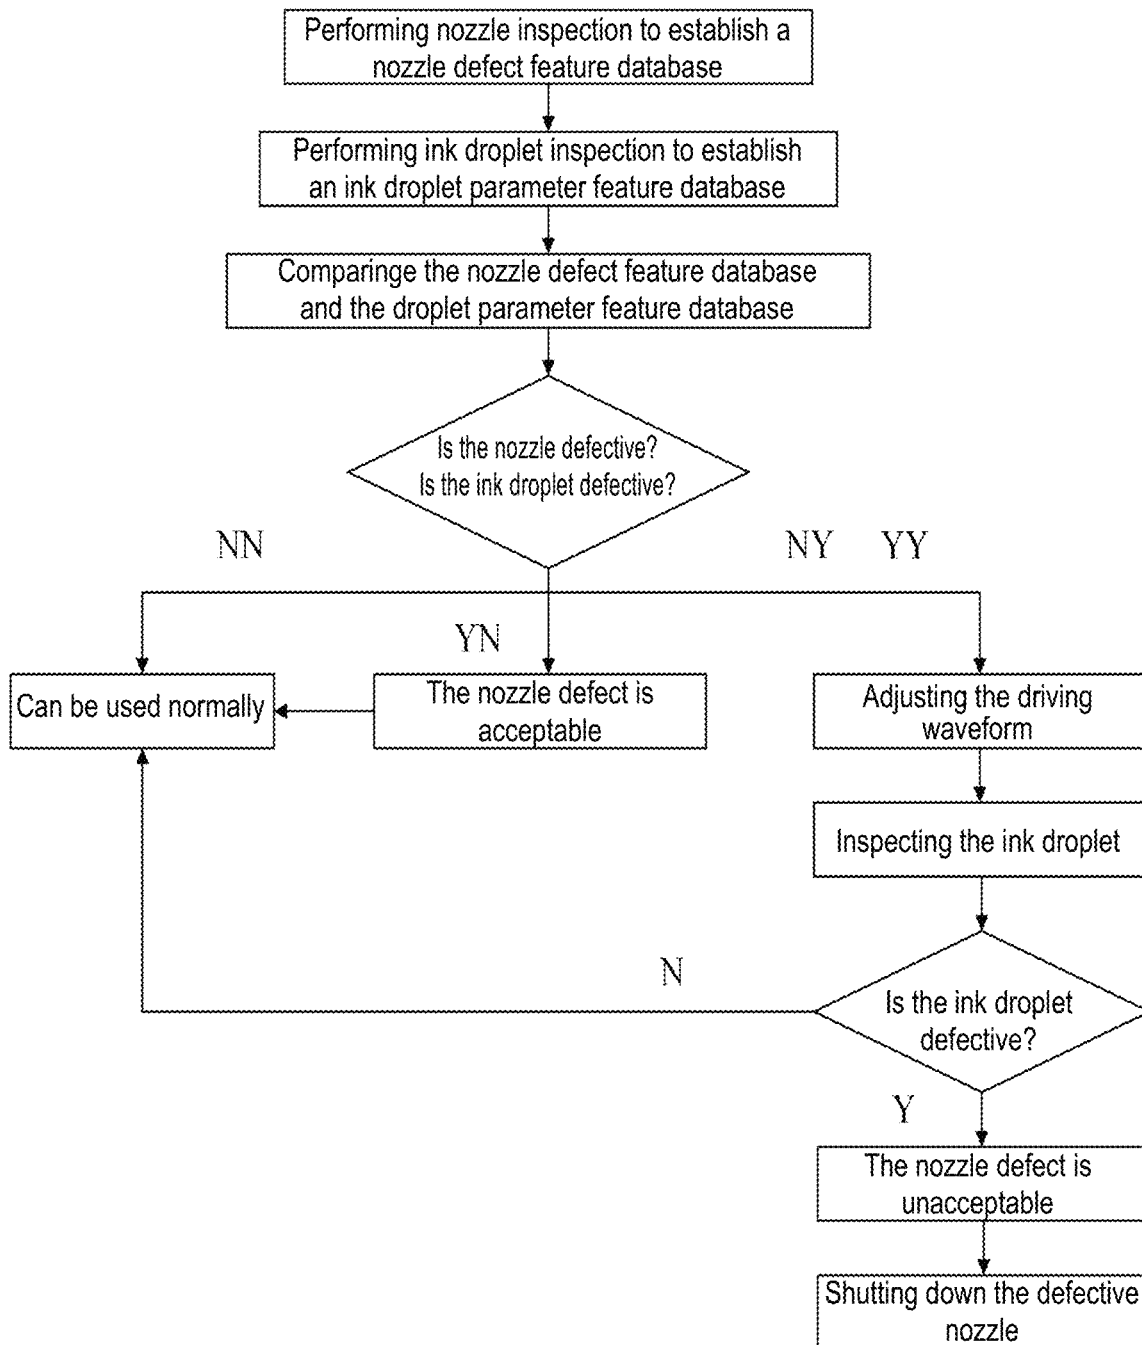 Performing nozzle inspection to establish a
nozzle defect feature database
Performing ink droplet inspection to establish
an ink droplet parameter feature database
Comparinge the nozzle defect feature database
and the droplet parameter feature database
Is the nozzle defective?
Is the ink droplet defective?
NN
NY
YY
YN
Can be used normally
The nozzle defect is
acceptable
Adjusting the driving
waveform
Inspecting the ink droplet
N
Is the ink droplet
defective?
Y
The nozzle defect is
unacceptable
Shutting down the defective
nozzle